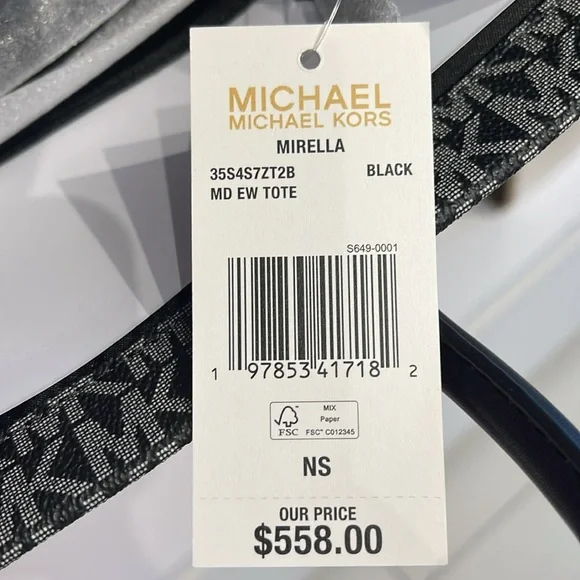 MICHAEL
MICHAEL KORS
MIRELLA
35S4S7ZT2B BLACK
MD EW TOTE
S649-0001
1 97853 41718 2
FSC
MIX
Paper
FSC™ C012345
NS
OUR PRICE
$558.00